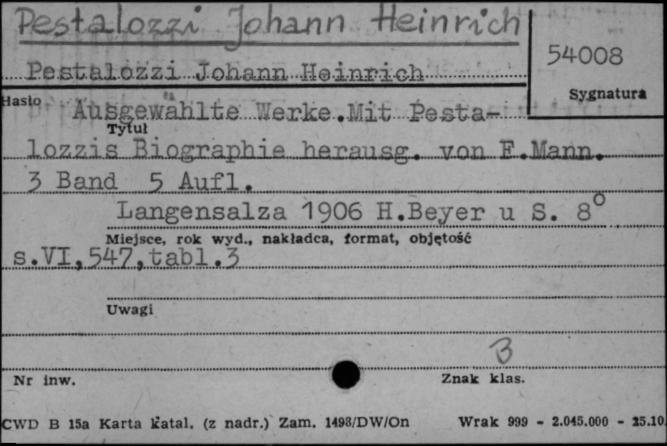 Pestalozzi Johann Heinrich
54008
Pestalozzi Johann Heinrich
Sygnatura
Hasło
Ausgewählte Werke.Mit Pesta-
Tytuł
lozzis Biographie herausg. von F.Mann.
3 Band 5 Aufl.
Langensalza 1906 H.Beyer u S. 8°
Miejsce, rok wyd., nakładca, format, objętość
s.VI,547,tabl.3
Uwagi
B
Nr inw.
Znak klas.
CWD B 15a Karta katal. (z nadr.) Zam. 1493/DW/On Wrak 999 - 2.045.000 - 25.10